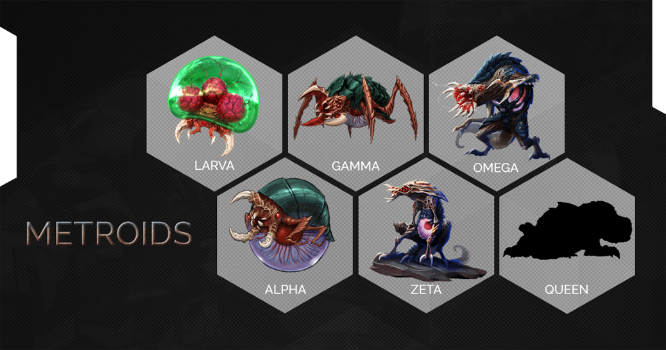 LARVA
GAMMA
OMEGA
METROIDS
ALPHA
ZETA
QUEEN